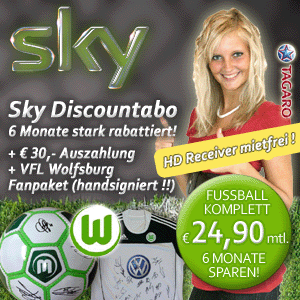 sky
TAGARO
Sky Discountabo
6 Monate stark rabattiert!
+ € 30,- Auszahlung
+ VFL Wolfsburg
Fanpaket (handsigniert !!)
HD Receiver mietfrei !
FUSSBALL
KOMPLETT
€ 24,90 mtl.
6 MONATE
SPAREN!